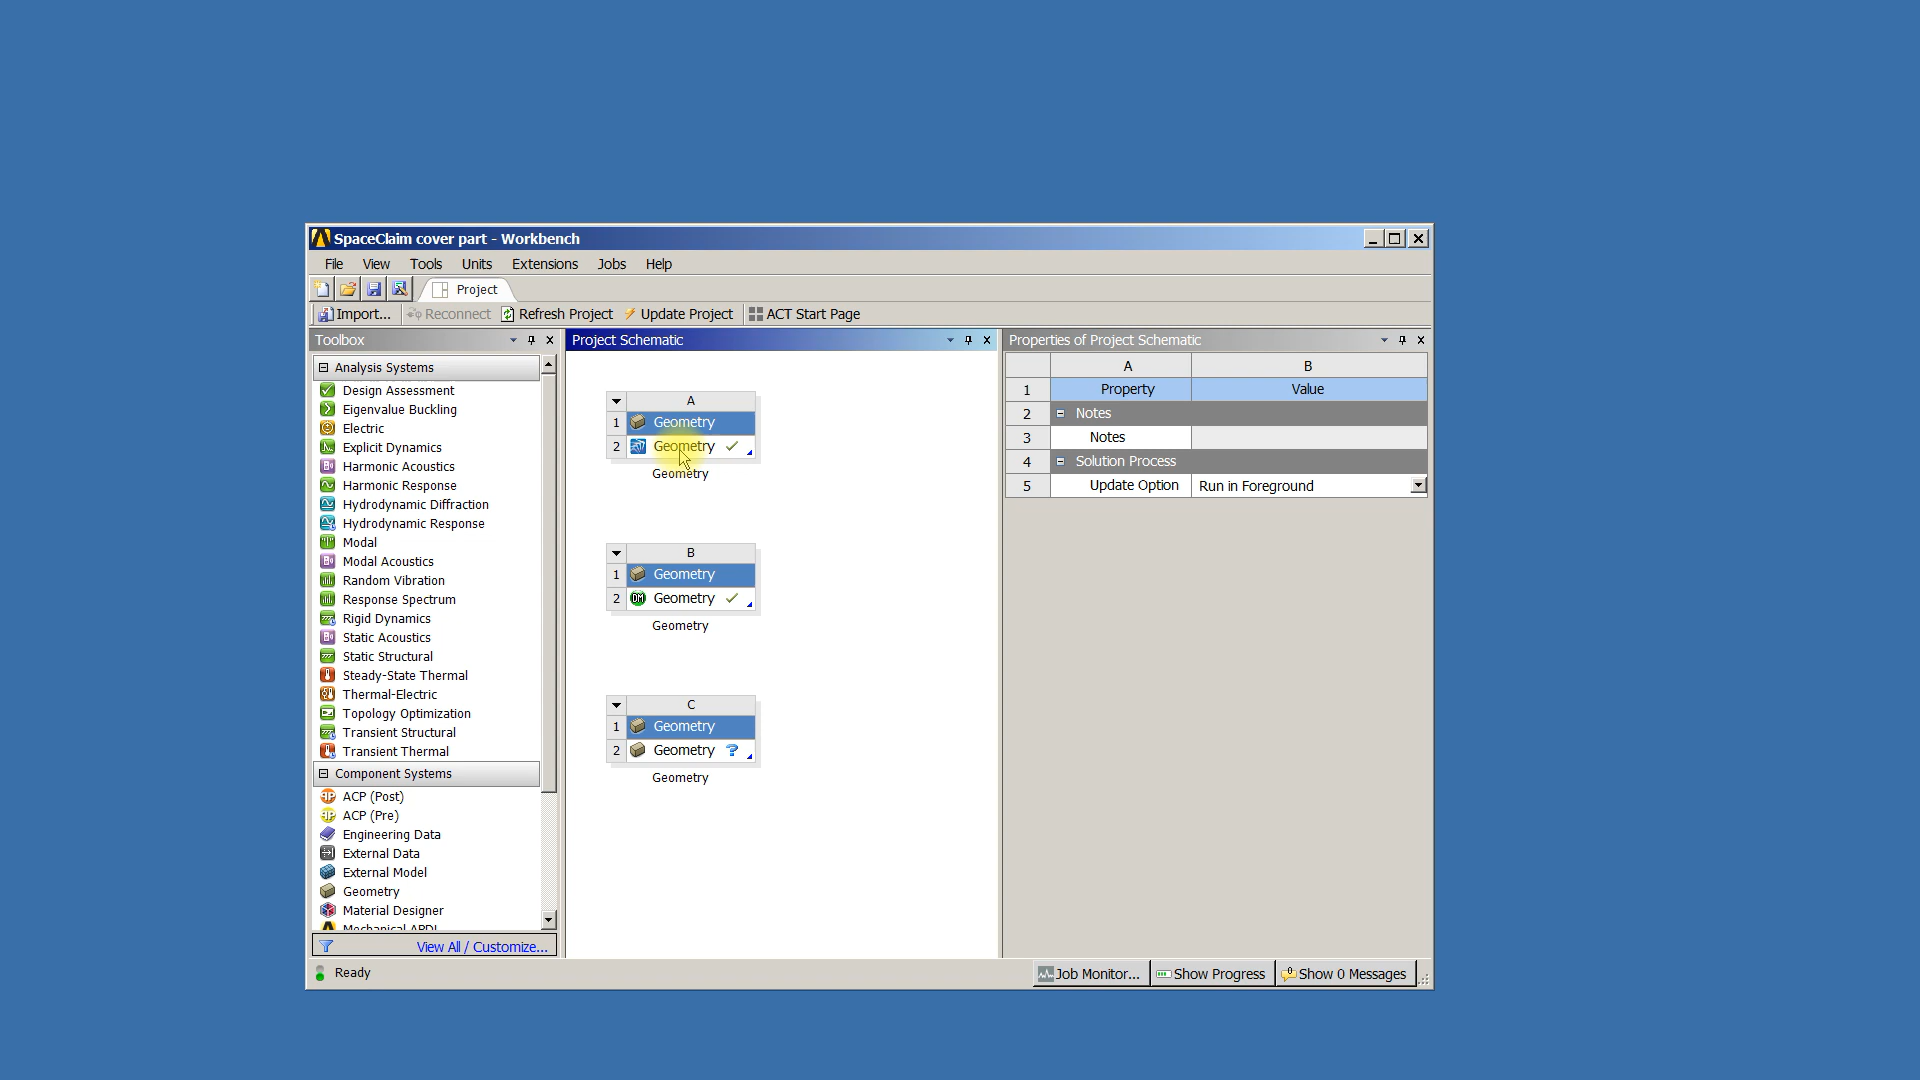 SpaceClaim cover part - Workbench
File View Tools Units Extensions Jobs Help
Project
Import... Reconnect Refresh Project Update Project ACT Start Page
Toolbox
Analysis Systems
Design Assessment
Eigenvalue Buckling
Electric
Explicit Dynamics
Harmonic Acoustics
Harmonic Response
Hydrodynamic Diffraction
Hydrodynamic Response
Modal
Modal Acoustics
Random Vibration
Response Spectrum
Rigid Dynamics
Static Acoustics
Static Structural
Steady-State Thermal
Thermal-Electric
Topology Optimization
Transient Structural
Transient Thermal
Component Systems
ACP (Post)
ACP (Pre)
Engineering Data
External Data
External Model
Geometry
Material Designer
Mechanical APDL
View All / Customize...
Project Schematic
A
1 Geometry
2 Geometry
Geometry
B
1 Geometry
2 DM Geometry
Geometry
C
1 Geometry
2 Geometry ?
Geometry
Properties of Project Schematic
A B
1 Property Value
2 Notes
3 Notes
4 Solution Process
5 Update Option Run in Foreground
Ready
Job Monitor... Show Progress Show 0 Messages